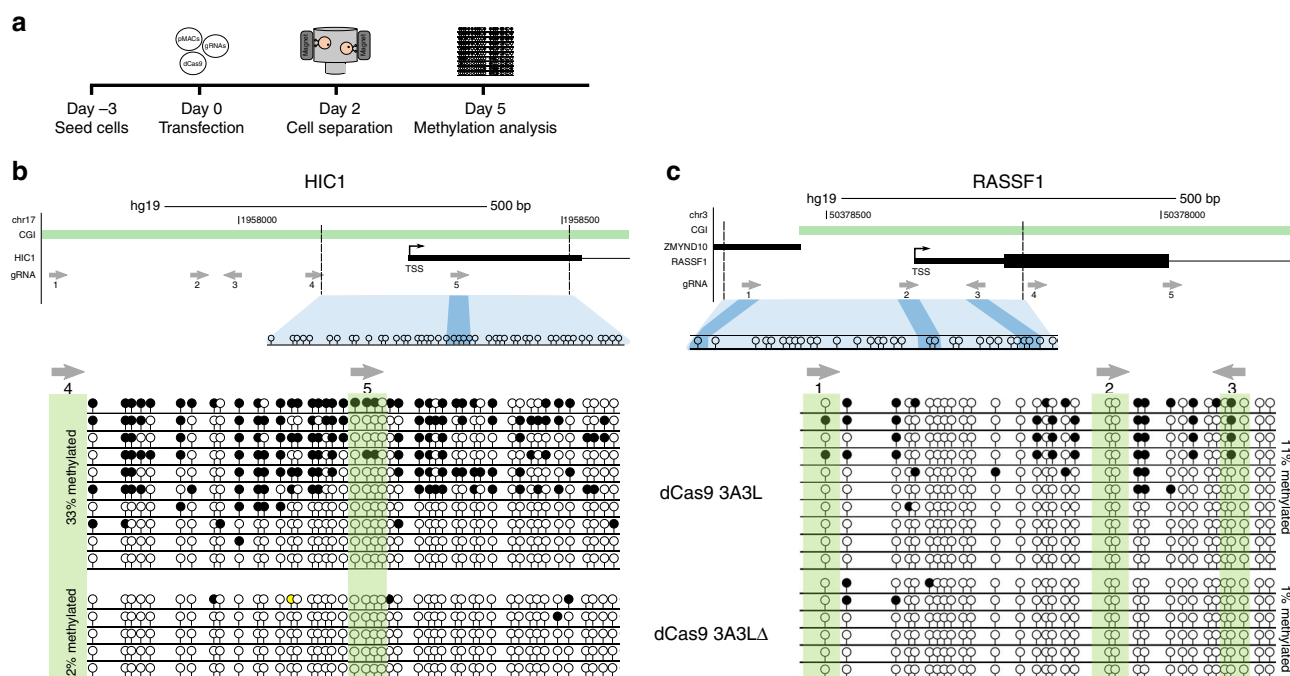 a
pMACs
gRNAs
dCas9
Magnet
Magnet
Day –3
Seed cells
Day 0
Transfection
Day 2
Cell separation
Day 5
Methylation analysis
b
HIC1
hg19
500 bp
chr17
1958000
1958500
CGI
HIC1
TSS
gRNA
1
2
3
4
5
4
5
33% methylated
2% methylated
c
RASSF1
hg19
500 bp
chr3
50378500
50378000
CGI
ZMYND10
RASSF1
TSS
gRNA
1
2
3
4
5
1
2
3
dCas9 3A3L
11% methylated
dCas9 3A3LΔ
1% methylated